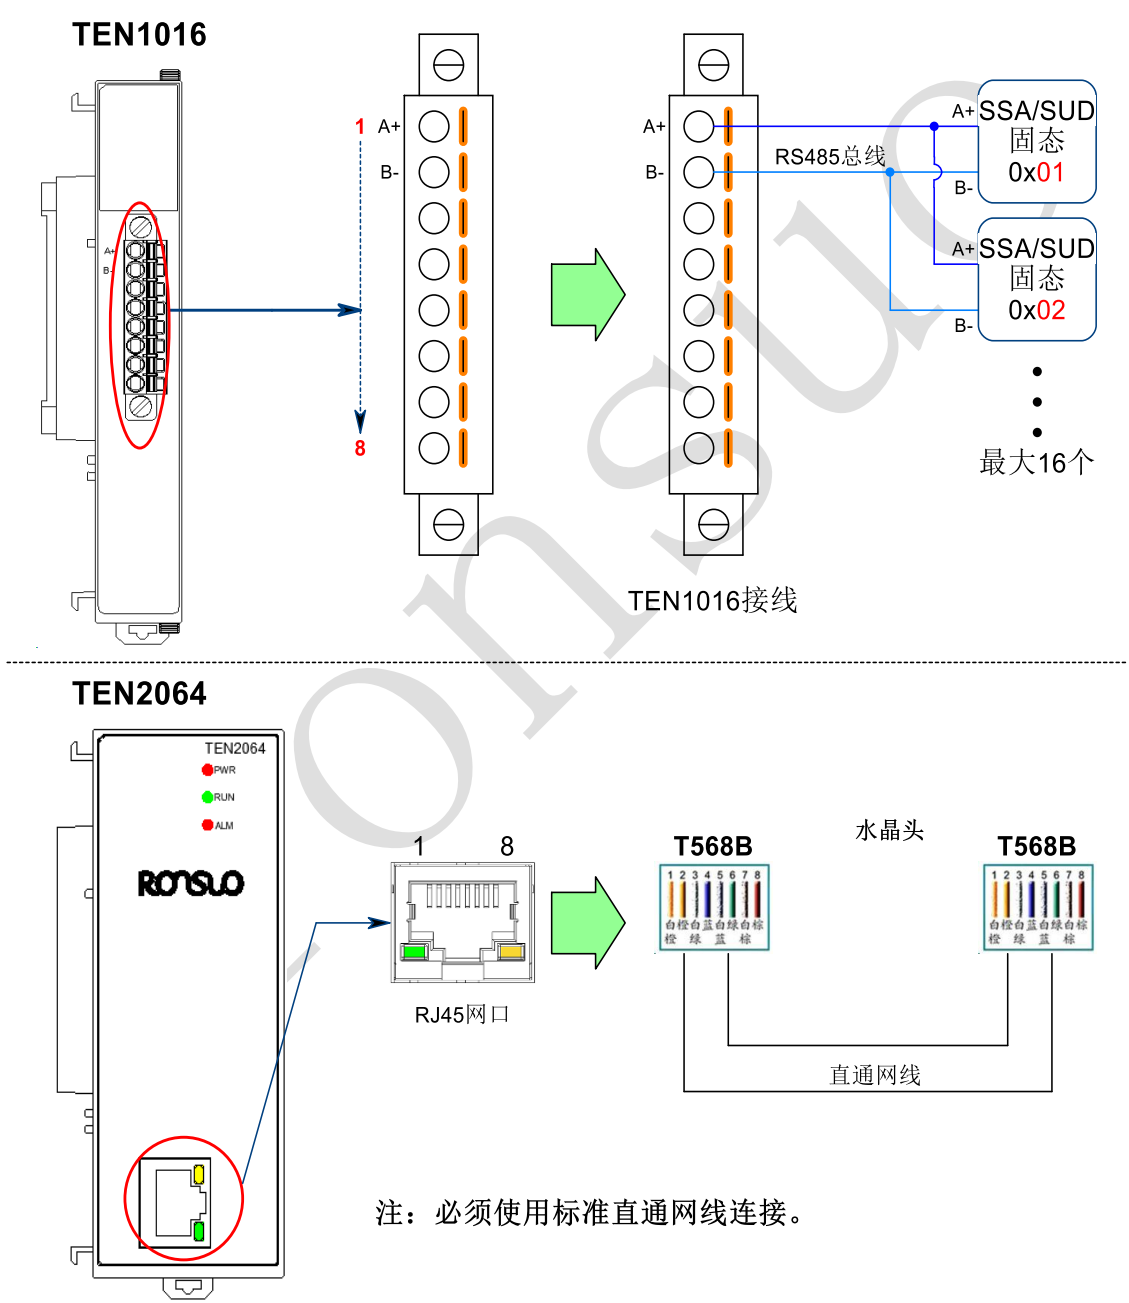 TEN1016
A+
B-
1
8
A+
B-
A+
B-
RS485总线
A+
SSA/SUD
固态
0x01
B-
A+
SSA/SUD
固态
0x02
B-
最大16个
TEN1016接线
TEN2064
TEN2064
PWR
RUN
ALM
RONSUO
1 8
RJ45网口
水晶头
T568B
1 2 3 4 5 6 7 8
白橙白蓝白绿白棕
橙 绿 蓝 棕
T568B
1 2 3 4 5 6 7 8
白橙白蓝白绿白棕
橙 绿 蓝 棕
直通网线
注：必须使用标准直通网线连接。
Ronsuo